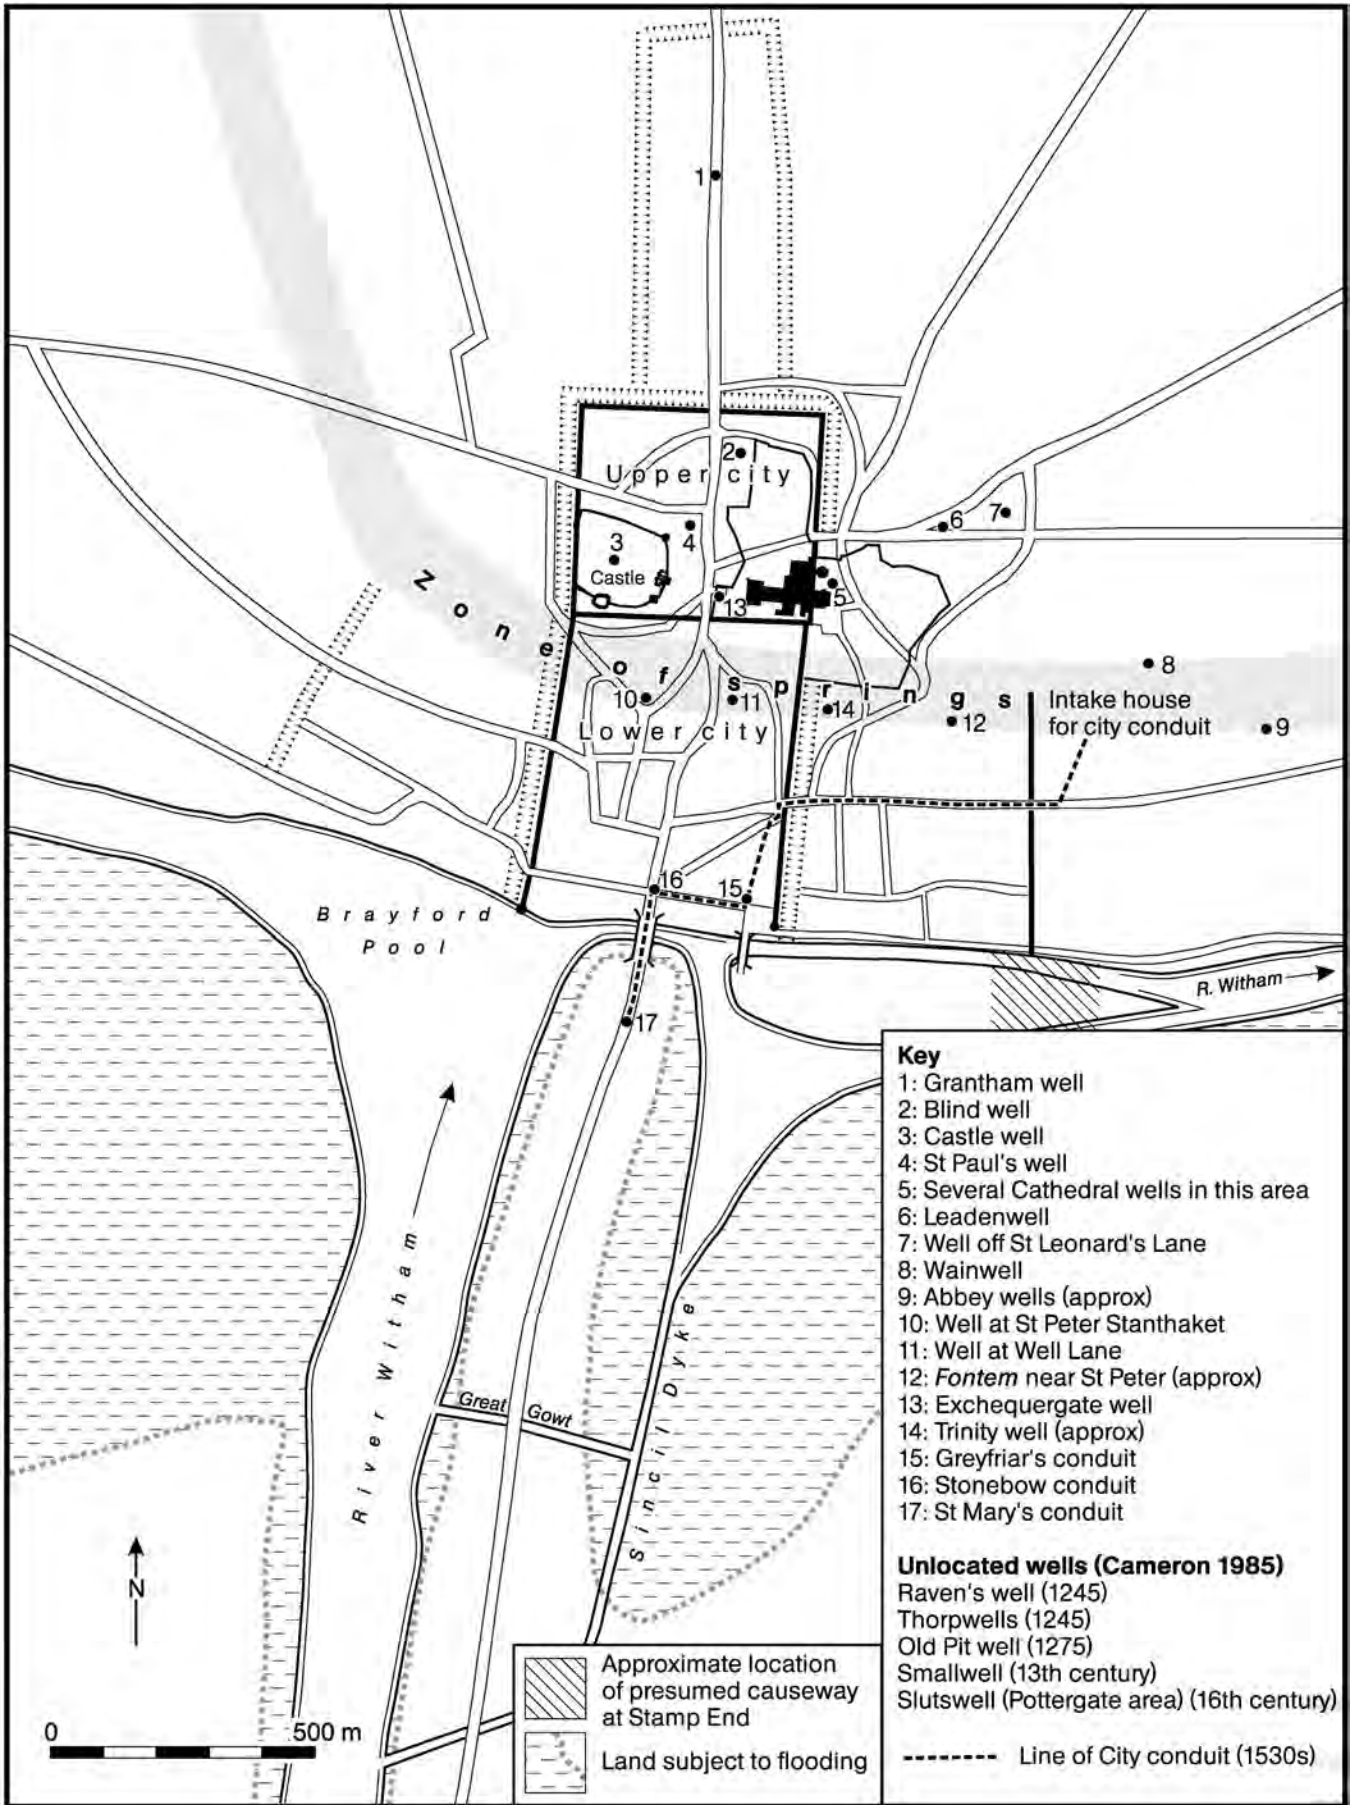 1
2
Upper city
6
7
3
4
Castle
5
13
Zone of springs
8
10
11
14
12
9
Intake house
for city conduit
Lower city
16
15
Brayford
Pool
R. Witham
17
River Witham
Great Gowt
Sincil Dyke
N
0
500 m
Approximate location
of presumed causeway
at Stamp End
Land subject to flooding
Key
1: Grantham well
2: Blind well
3: Castle well
4: St Paul's well
5: Several Cathedral wells in this area
6: Leadenwell
7: Well off St Leonard's Lane
8: Wainwell
9: Abbey wells (approx)
10: Well at St Peter Stanthaket
11: Well at Well Lane
12: Fontem near St Peter (approx)
13: Exchequergate well
14: Trinity well (approx)
15: Greyfriar's conduit
16: Stonebow conduit
17: St Mary's conduit
Unlocated wells (Cameron 1985)
Raven's well (1245)
Thorpwells (1245)
Old Pit well (1275)
Smallwell (13th century)
Slutswell (Pottergate area) (16th century)
Line of City conduit (1530s)